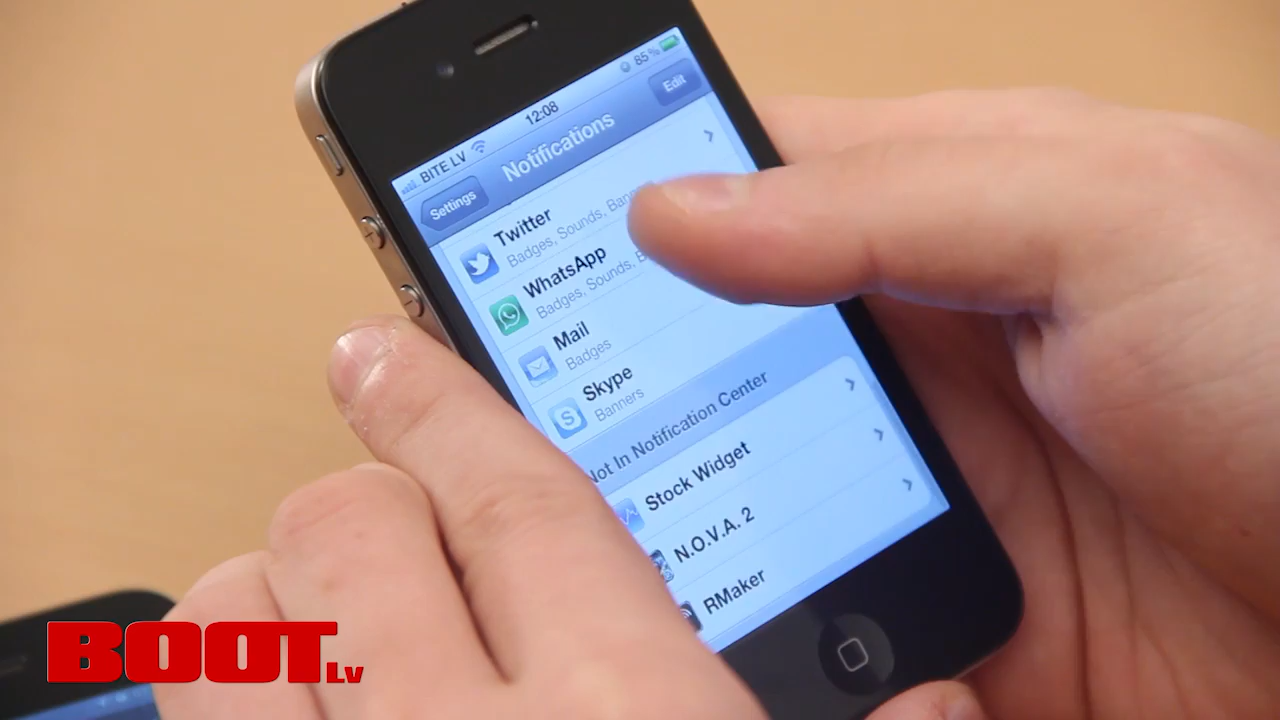 BITE LV 12:08 85%
Settings Notifications Edit
Twitter
Badges, Sounds,
WhatsApp
Badges, Sounds,
Mail
Badges
Skype
Banners
Not In Notification Center
Stock Widget
N.O.V.A. 2
RMaker
BOOT.LV